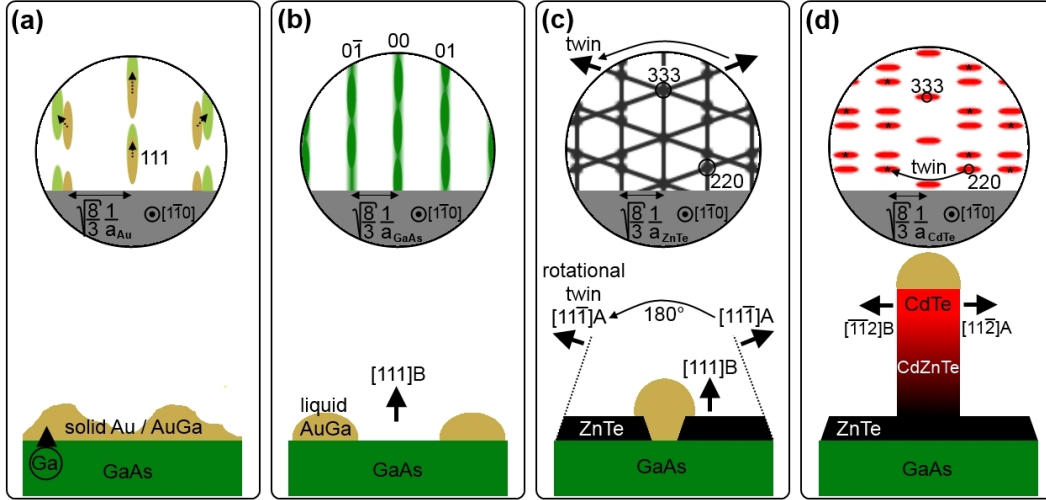 (a)
111
√8/3 1/a_Au
⊙[11̅0]
solid Au / AuGa
Ga
GaAs
(b)
01̅ 00 01
√8/3 1/a_GaAs
⊙[11̅0]
[111]B
liquid
AuGa
GaAs
(c)
twin
333
220
√8/3 1/a_ZnTe
⊙[11̅0]
rotational
twin
[111̅]A 180° [111̅]A
[111]B
ZnTe
GaAs
(d)
333
twin
220
√8/3 1/a_CdTe
⊙[11̅0]
CdTe
[1̅1̅2]B [112̅]A
CdZnTe
ZnTe
GaAs